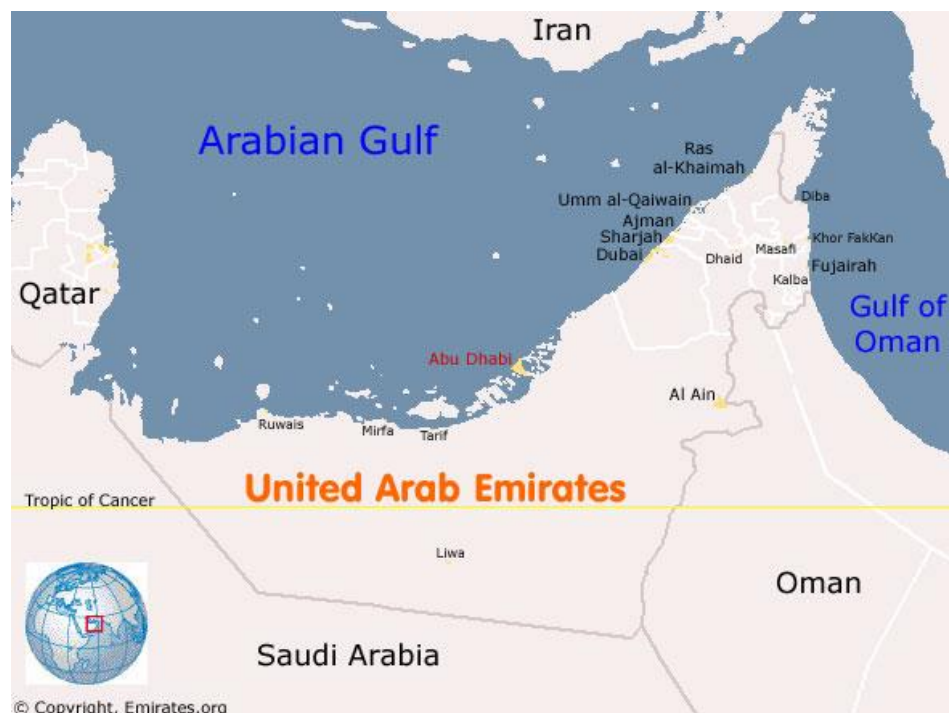 Iran
Arabian Gulf
Ras
al-Khaimah
Umm al-Qaiwain
Diba
Ajman
Sharjah
Khor FakKan
Dubai
Dhaid
Masafi
Fujairah
Kalba
Qatar
Gulf of
Oman
Abu Dhabi
Al Ain
Ruwais
Mirfa
Tarif
United Arab Emirates
Tropic of Cancer
Liwa
Oman
Saudi Arabia
© Copyright, Emirates.org